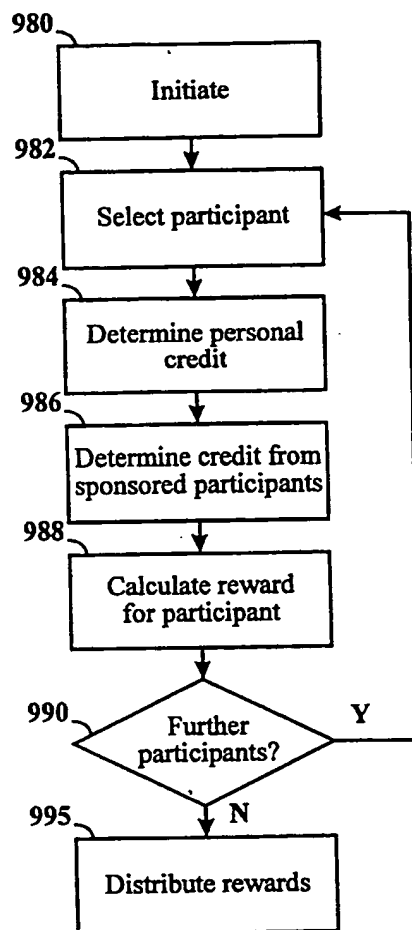 980
Initiate
982
Select participant
984
Determine personal
credit
986
Determine credit from
sponsored participants
988
Calculate reward
for participant
990
Further
participants?
Y
N
995
Distribute rewards